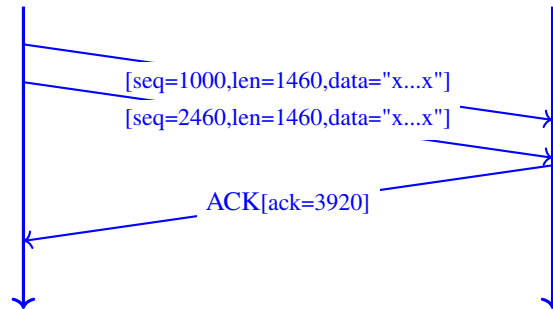 [seq=1000,len=1460,data="x...x"]
[seq=2460,len=1460,data="x...x"]
ACK[ack=3920]